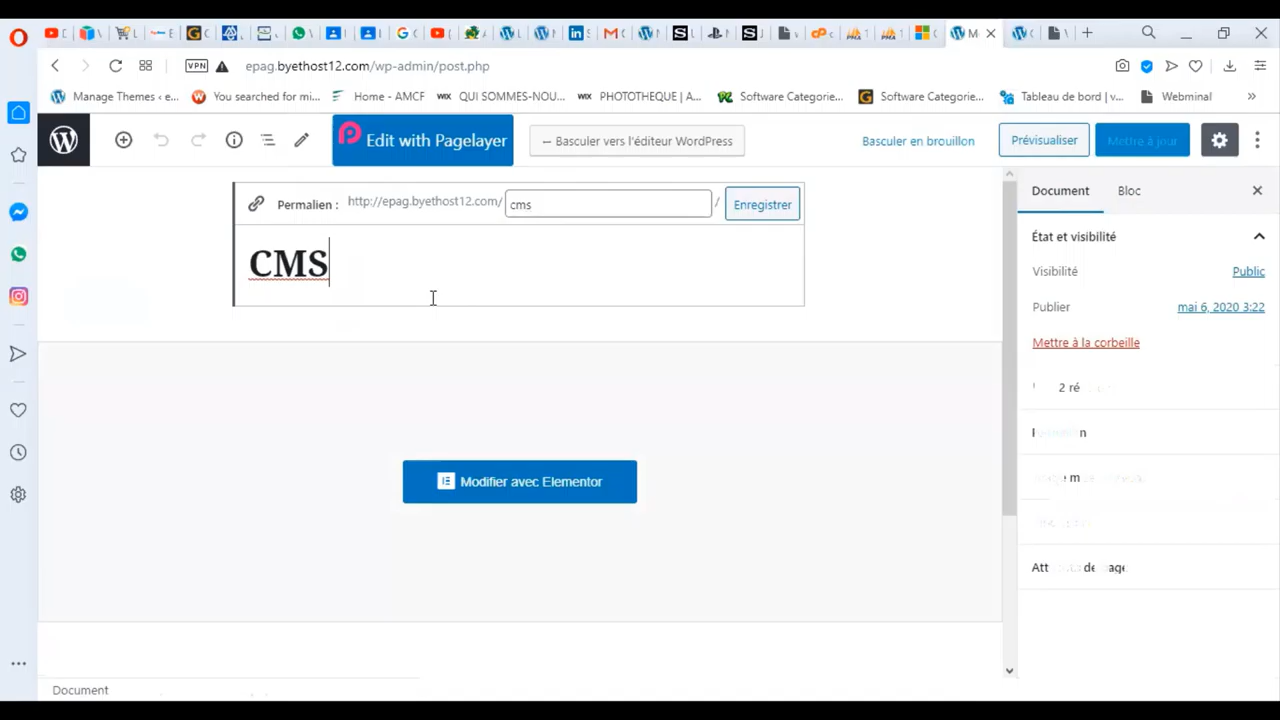 VPN epag.byethost12.com/wp-admin/post.php
Manage Themes ‹ e... You searched for mi... Home - AMCF QUI SOMMES-NOU... PHOTOTHEQUE | A... Software Categorie... Software Categorie... Tableau de bord | v... Webminal »
Edit with Pagelayer ← Basculer vers l'éditeur WordPress Basculer en brouillon Prévisualiser Mettre à jour
Permalien : http://epag.byethost12.com/ cms / Enregistrer
CMS
Modifier avec Elementor
Document Bloc
État et visibilité
Visibilité Public
Publier mai 6, 2020 3:22
Mettre à la corbeille
2 ré
Document